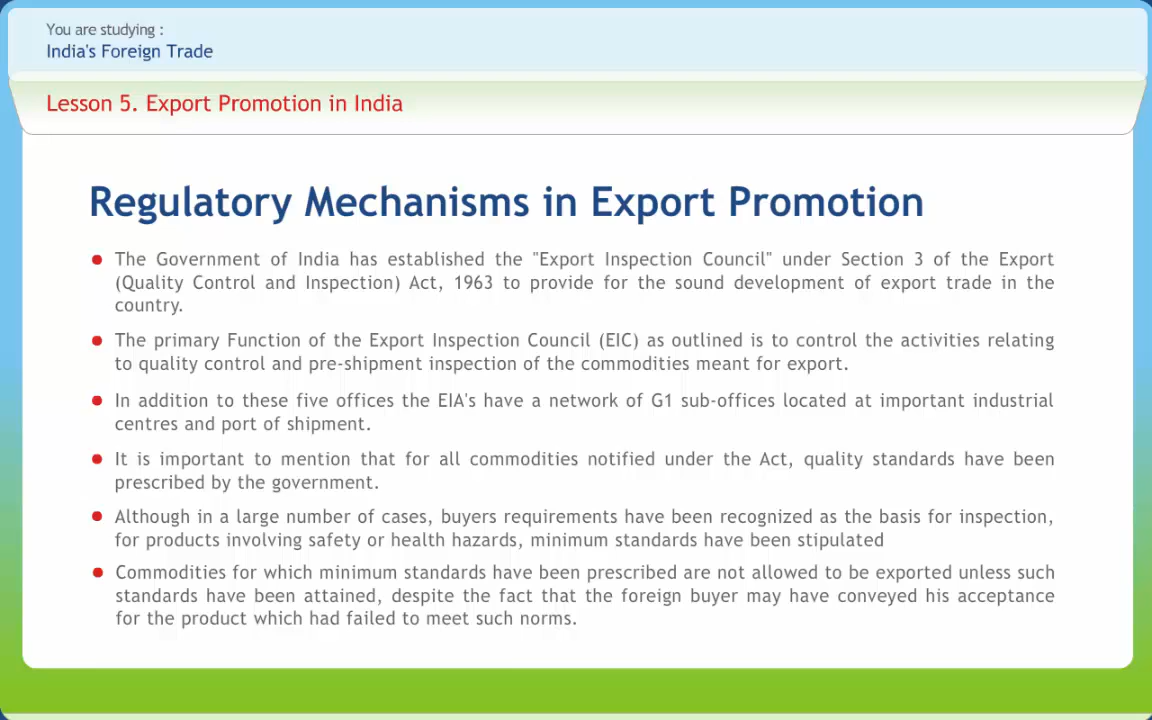 You are studying :
India's Foreign Trade
Lesson 5. Export Promotion in India
Regulatory Mechanisms in Export Promotion
The Government of India has established the "Export Inspection Council" under Section 3 of the Export
(Quality Control and Inspection) Act, 1963 to provide for the sound development of export trade in the
country.
The primary Function of the Export Inspection Council (EIC) as outlined is to control the activities relating
to quality control and pre-shipment inspection of the commodities meant for export.
In addition to these five offices the EIA's have a network of G1 sub-offices located at important industrial
centres and port of shipment.
It is important to mention that for all commodities notified under the Act, quality standards have been
prescribed by the government.
Although in a large number of cases, buyers requirements have been recognized as the basis for inspection,
for products involving safety or health hazards, minimum standards have been stipulated
Commodities for which minimum standards have been prescribed are not allowed to be exported unless such
standards have been attained, despite the fact that the foreign buyer may have conveyed his acceptance
for the product which had failed to meet such norms.